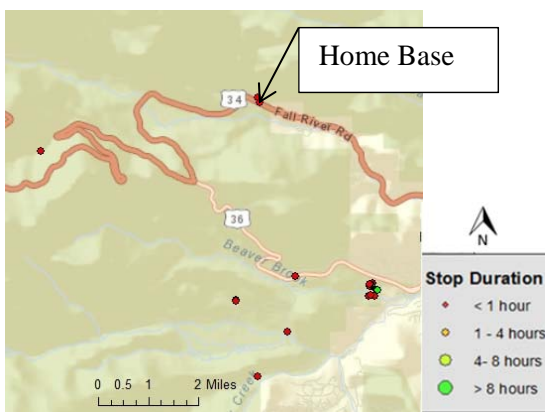 Home Base
34
Fall River Rd
36
Beaver Brook
Creek
N
Stop Duration
< 1 hour
1 - 4 hours
4- 8 hours
> 8 hours
0 0.5 1 2 Miles